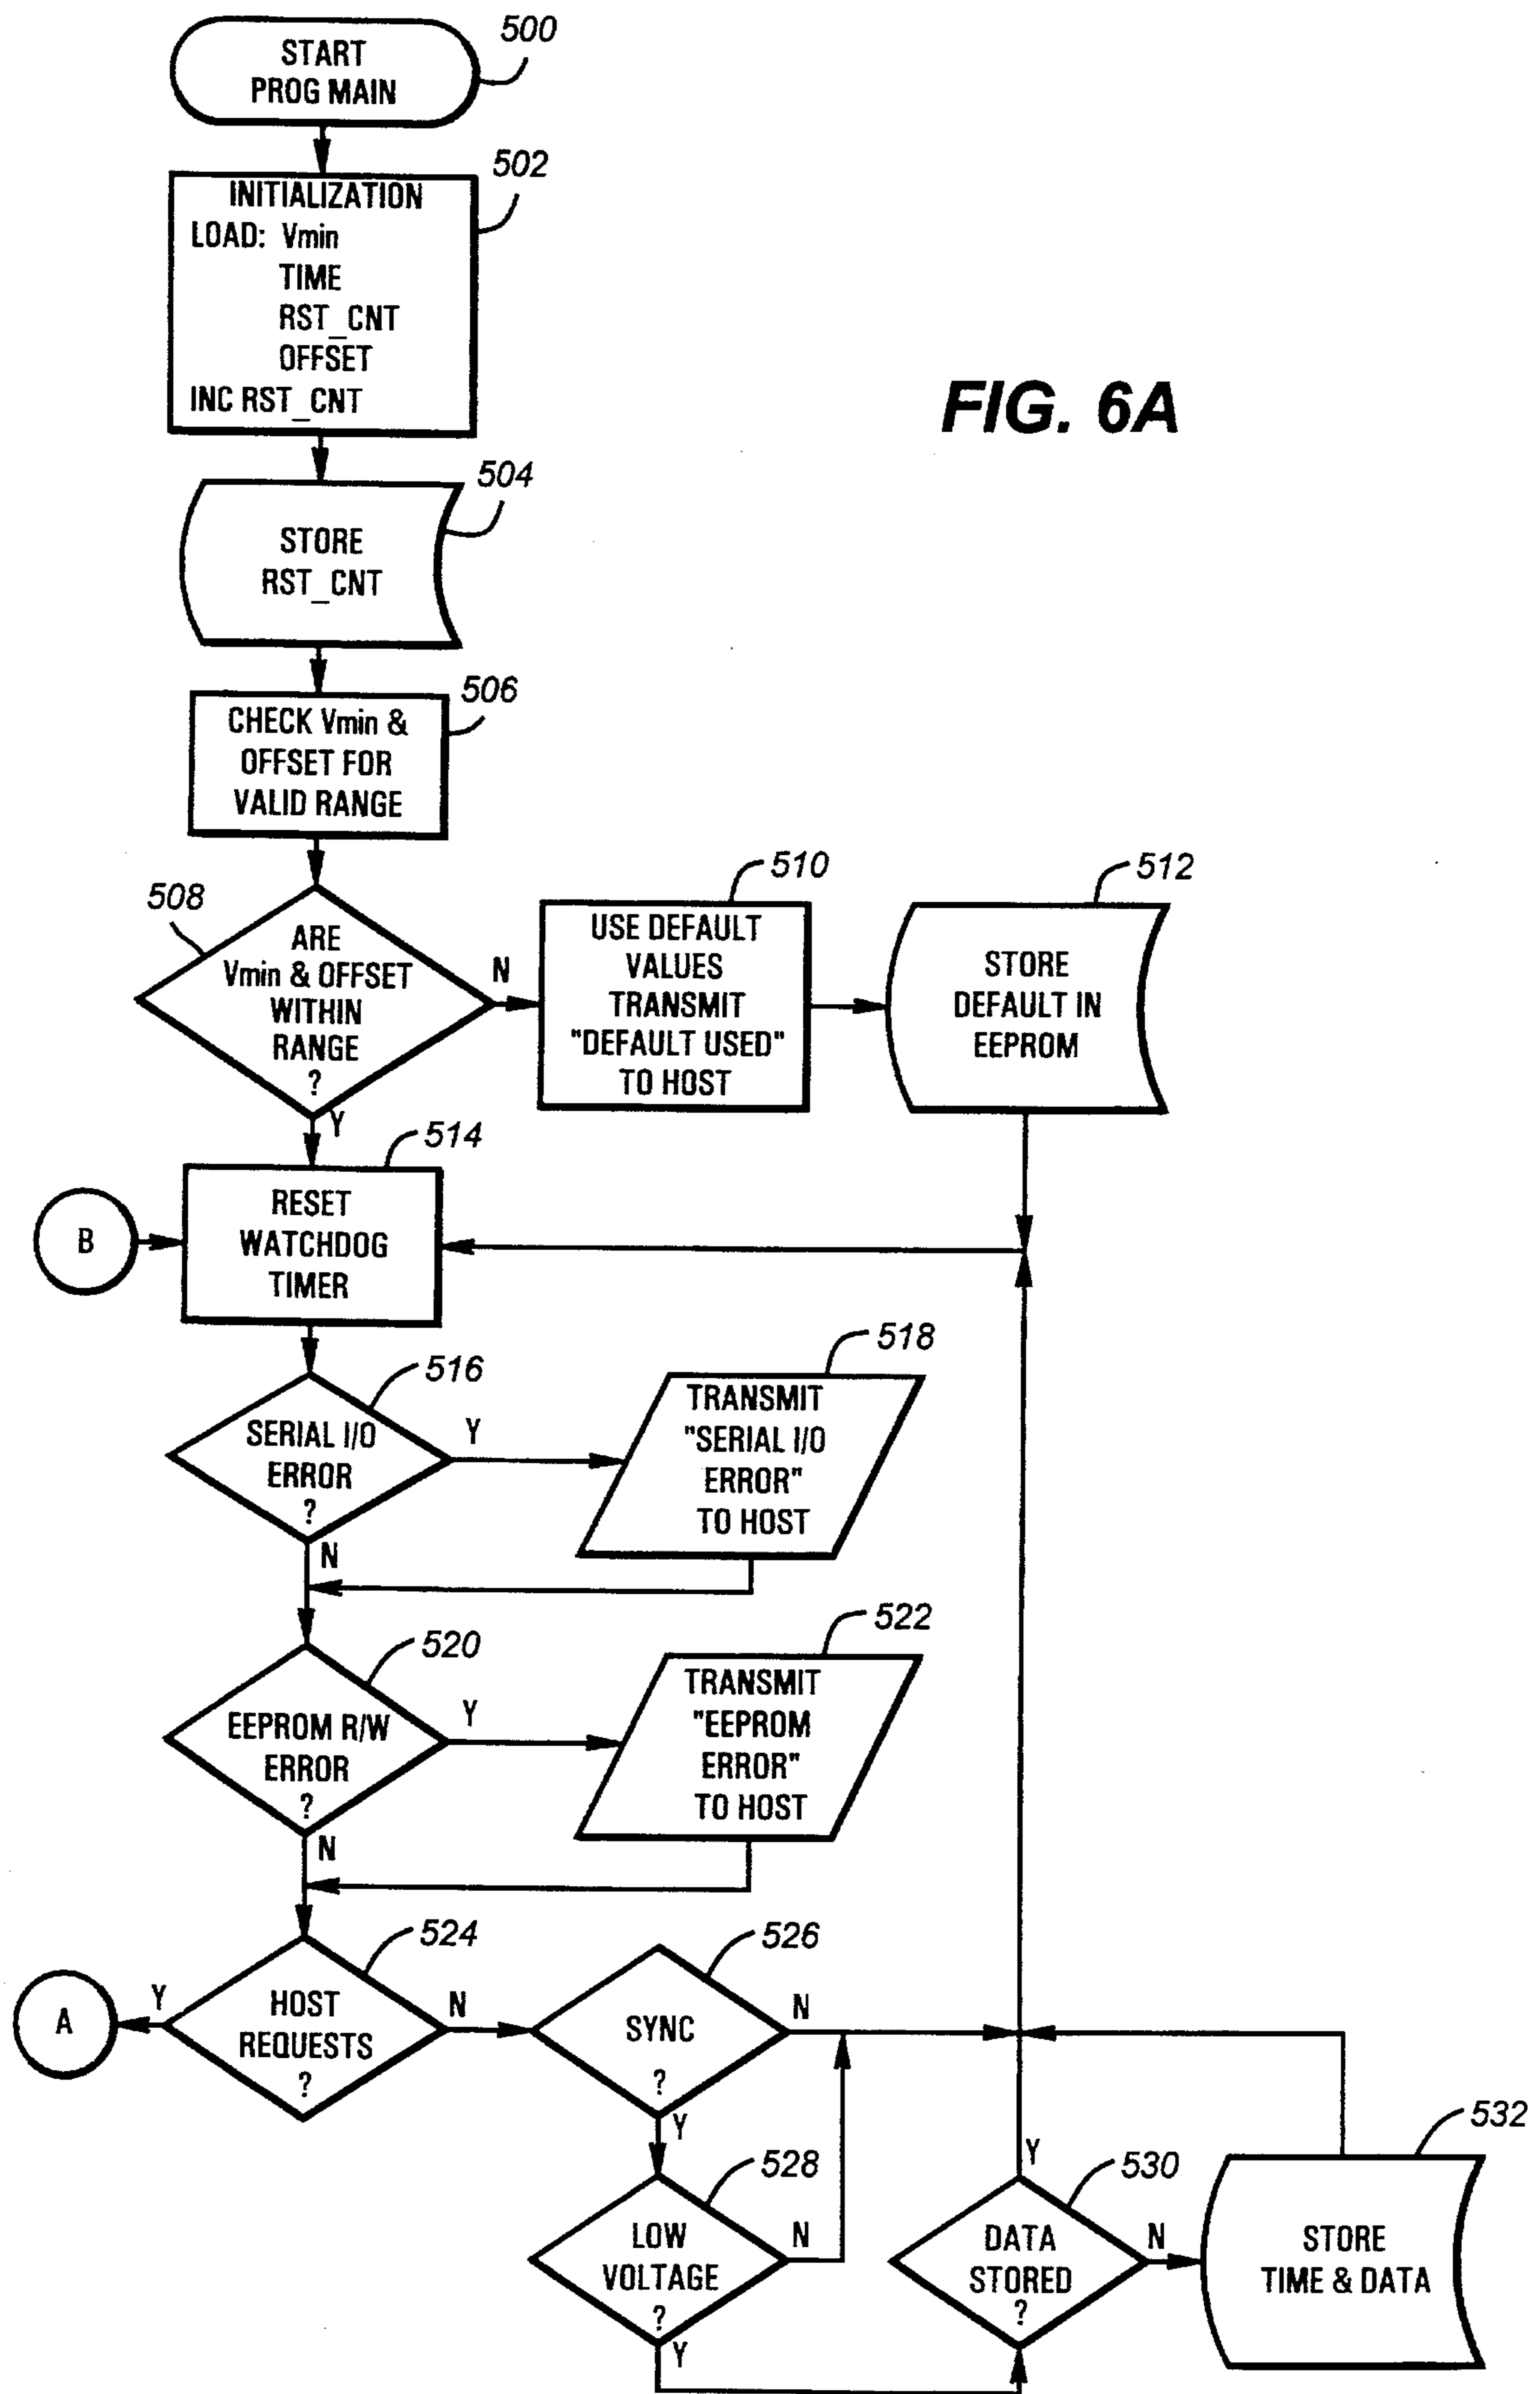 START
PROG MAIN
500
INITIALIZATION
LOAD: Vmin
TIME
RST_CNT
OFFSET
INC RST_CNT
502
FIG. 6A
STORE
RST_CNT
504
CHECK Vmin &
OFFSET FOR
VALID RANGE
506
508
ARE
Vmin & OFFSET
WITHIN
RANGE
?
N
Y
510
USE DEFAULT
VALUES
TRANSMIT
"DEFAULT USED"
TO HOST
512
STORE
DEFAULT IN
EEPROM
514
B
RESET
WATCHDOG
TIMER
516
SERIAL I/O
ERROR
?
Y
N
518
TRANSMIT
"SERIAL I/O
ERROR"
TO HOST
520
EEPROM R/W
ERROR
?
Y
N
522
TRANSMIT
"EEPROM
ERROR"
TO HOST
524
A
Y
HOST
REQUESTS
?
N
526
SYNC
?
N
Y
528
LOW
VOLTAGE
?
N
Y
530
Y
DATA
STORED
?
N
532
STORE
TIME & DATA